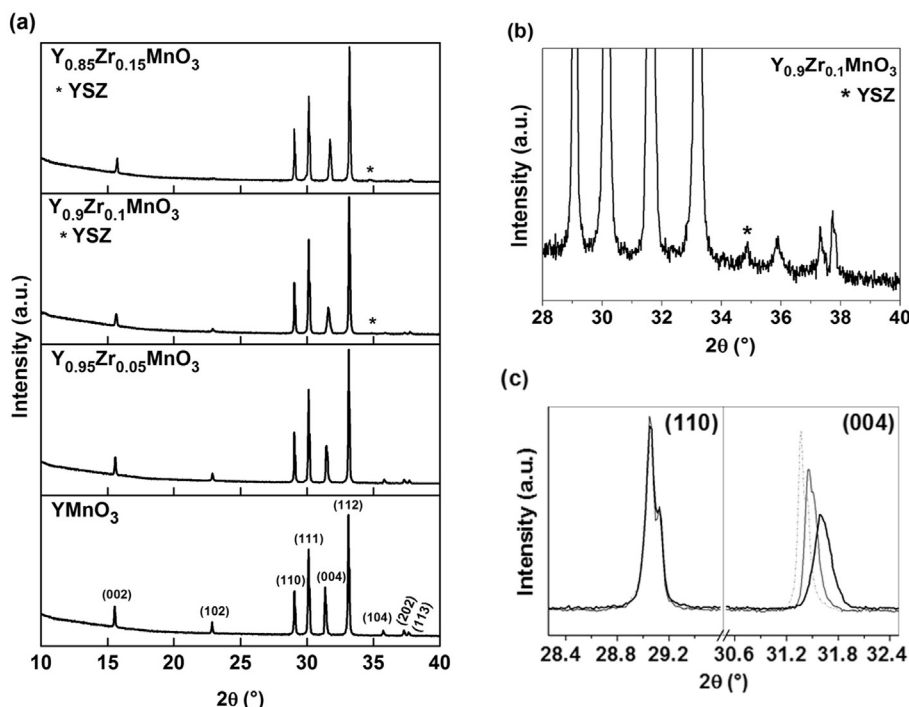 (a)
Y0.85Zr0.15MnO3
* YSZ
*
Y0.9Zr0.1MnO3
* YSZ
*
Y0.95Zr0.05MnO3
YMnO3
(002)
(102)
(110)
(111)
(004)
(112)
(104)
(202)
(113)
Intensity (a.u.)
10 15 20 25 30 35 40
2θ (°)
(b)
Y0.9Zr0.1MnO3
* YSZ
*
Intensity (a.u.)
28 30 32 34 36 38 40
2θ (°)
(c)
(110) (004)
Intensity (a.u.)
28.4 28.8 29.2 30.6 31.2 31.8 32.4
2θ (°)